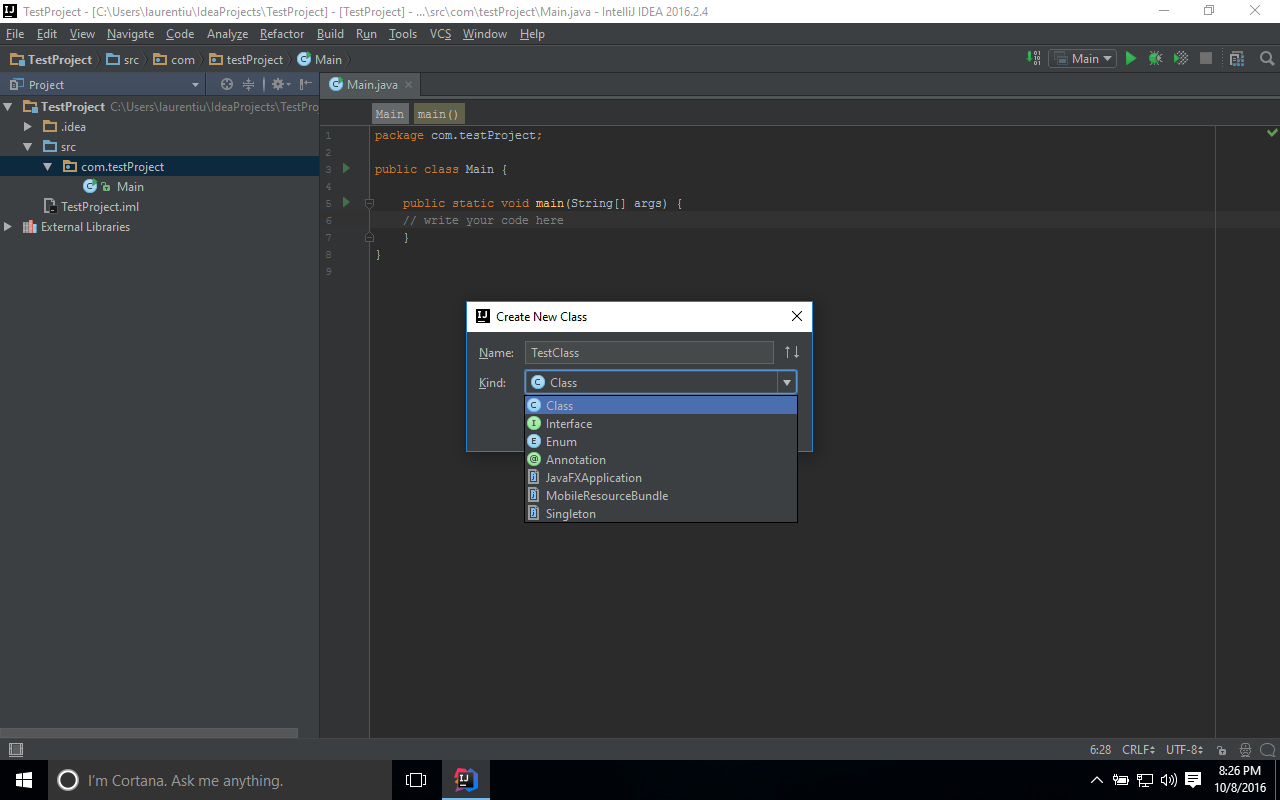 TestProject - [C:\Users\laurentiu\IdeaProjects\TestProject] - [TestProject] - ...\src\com\testProject\Main.java - IntelliJ IDEA 2016.2.4
File Edit View Navigate Code Analyze Refactor Build Run Tools VCS Window Help
TestProject src com testProject Main Main
Project Main.java
TestProject C:\Users\laurentiu\IdeaProjects\TestPro
.idea
src
com.testProject
Main
TestProject.iml
External Libraries
Main main()
1 package com.testProject;
2
3 public class Main {
4
5 public static void main(String[] args) {
6 // write your code here
7 }
8 }
9
Create New Class
Name: TestClass
Kind: Class
Class
Interface
Enum
Annotation
JavaFXApplication
MobileResourceBundle
Singleton
6:28 CRLF UTF-8
I'm Cortana. Ask me anything.
8:26 PM
10/8/2016